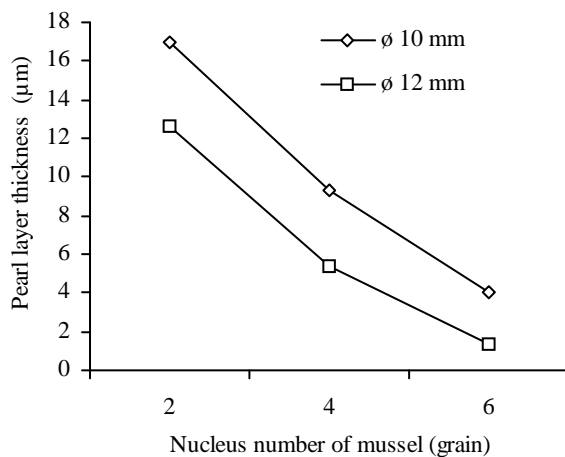 18
16
14
12
10
8
6
4
2
0
Pearl layer thickness (µm)
ø 10 mm
ø 12 mm
2 4 6
Nucleus number of mussel (grain)